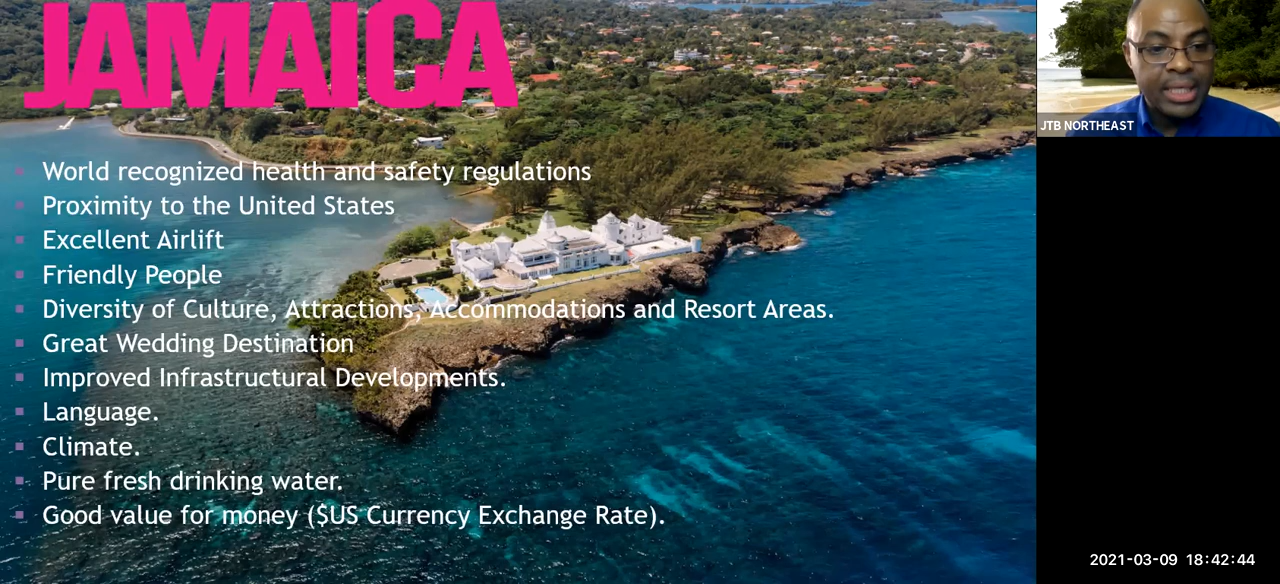 JAMAICA
World recognized health and safety regulations
Proximity to the United States
Excellent Airlift
Friendly People
Diversity of Culture, Attractions, Accommodations and Resort Areas.
Great Wedding Destination
Improved Infrastructural Developments.
Language.
Climate.
Pure fresh drinking water.
Good value for money ($US Currency Exchange Rate).
JTB NORTHEAST
2021-03-09 18:42:44